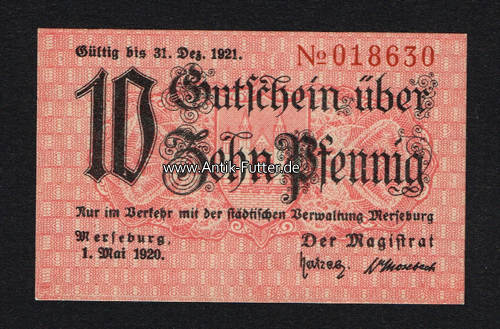 Gültig bis 31. Dez. 1921. No 018630
10 Gutschein über
Zehn Pfennig
www.Antik-Futter.de
Nur im Verkehr mit der städtischen Verwaltung Merseburg
Merseburg, Der Magistrat
1. Mai 1920.